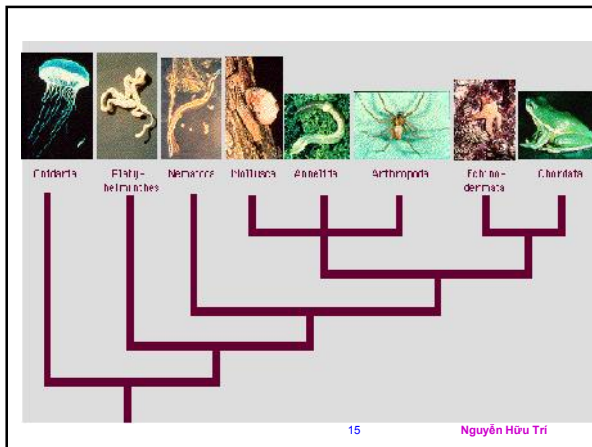 Cnidaria
Platy-
helminthes
Nematoda
Mollusca
Annelida
Arthropoda
Echino-
dermata
Chordata
15
Nguyễn Hữu Trí